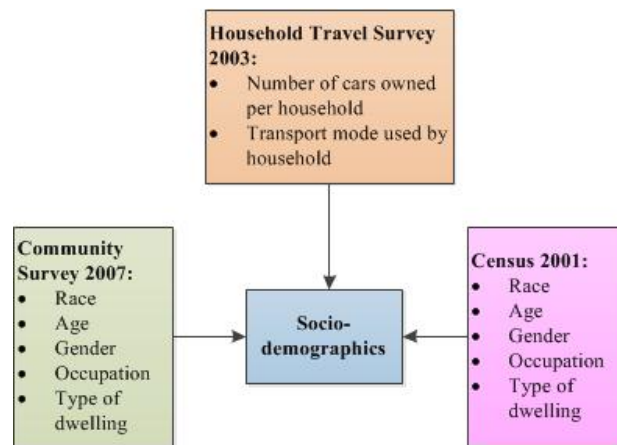 Household Travel Survey
2003:
• Number of cars owned
per household
• Transport mode used by
household
Community
Survey 2007:
• Race
• Age
• Gender
• Occupation
• Type of
dwelling
Socio-
demographics
Census 2001:
• Race
• Age
• Gender
• Occupation
• Type of
dwelling